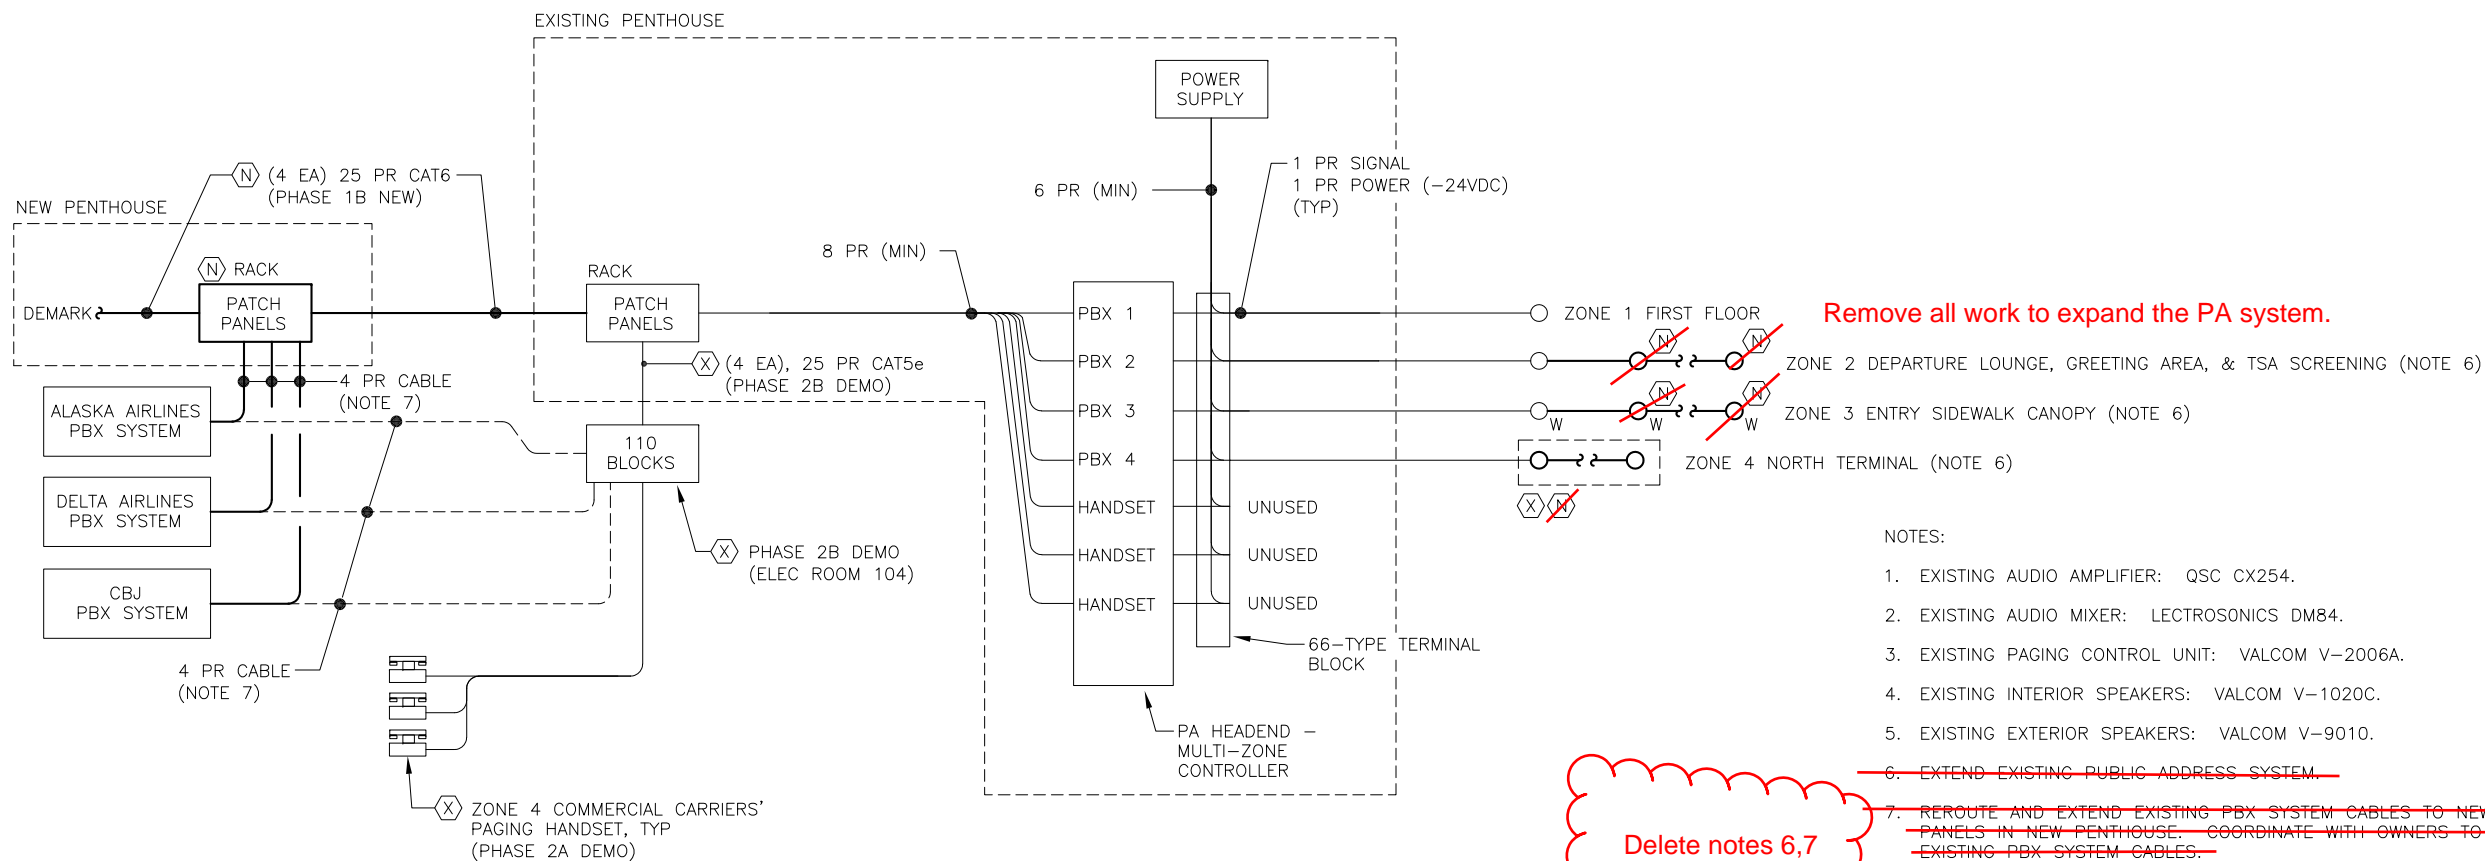 EXISTING PENTHOUSE
POWER
SUPPLY
N (4 EA) 25 PR CAT6
(PHASE 1B NEW)
6 PR (MIN)
1 PR SIGNAL
1 PR POWER (-24VDC)
(TYP)
NEW PENTHOUSE
8 PR (MIN)
N RACK
RACK
DEMARK
PATCH
PANELS
PATCH
PANELS
PBX 1
ZONE 1 FIRST FLOOR
Remove all work to expand the PA system.
N
N
X (4 EA), 25 PR CAT5e
(PHASE 2B DEMO)
PBX 2
ZONE 2 DEPARTURE LOUNGE, GREETING AREA, & TSA SCREENING (NOTE 6)
4 PR CABLE
(NOTE 7)
N
N
ALASKA AIRLINES
PBX SYSTEM
PBX 3
W
W
W
ZONE 3 ENTRY SIDEWALK CANOPY (NOTE 6)
110
BLOCKS
PBX 4
ZONE 4 NORTH TERMINAL (NOTE 6)
DELTA AIRLINES
PBX SYSTEM
HANDSET
UNUSED
X N
X PHASE 2B DEMO
(ELEC ROOM 104)
HANDSET
UNUSED
CBJ
PBX SYSTEM
HANDSET
UNUSED
4 PR CABLE
(NOTE 7)
66-TYPE TERMINAL
BLOCK
PA HEADEND -
MULTI-ZONE
CONTROLLER
X ZONE 4 COMMERCIAL CARRIERS'
PAGING HANDSET, TYP
(PHASE 2A DEMO)
NOTES:
1. EXISTING AUDIO AMPLIFIER: QSC CX254.
2. EXISTING AUDIO MIXER: LECTROSONICS DM84.
3. EXISTING PAGING CONTROL UNIT: VALCOM V-2006A.
4. EXISTING INTERIOR SPEAKERS: VALCOM V-1020C.
5. EXISTING EXTERIOR SPEAKERS: VALCOM V-9010.
6. EXTEND EXISTING PUBLIC ADDRESS SYSTEM.
7. REROUTE AND EXTEND EXISTING PBX SYSTEM CABLES TO NEW
PANELS IN NEW PENTHOUSE. COORDINATE WITH OWNERS TO
EXISTING PBX SYSTEM CABLES.
Delete notes 6,7